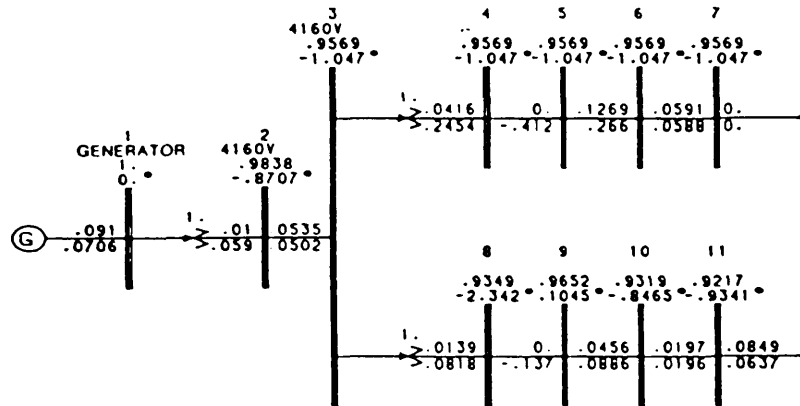 3
4160V
.9569
-1.047°
4 5 6 7
.9569 .9569 .9569 .9569
-1.047° -1.047° -1.047° -1.047°
1. .0416 0. .1269 .0591 0.
.2454 -.412 .266 .0588 0.
1
GENERATOR
1.
0.°
2
4160V
.9838
-.8707°
G
.091 1. .01 .0535
.0706 .059 .0502
8 9 10 11
.9349 .9652 .9319 .9217
-2.342° .1045° -.8465° -.9341°
1. .0139 0. .0456 .0197 .0849
.0818 -.137 .0886 .0196 .0637